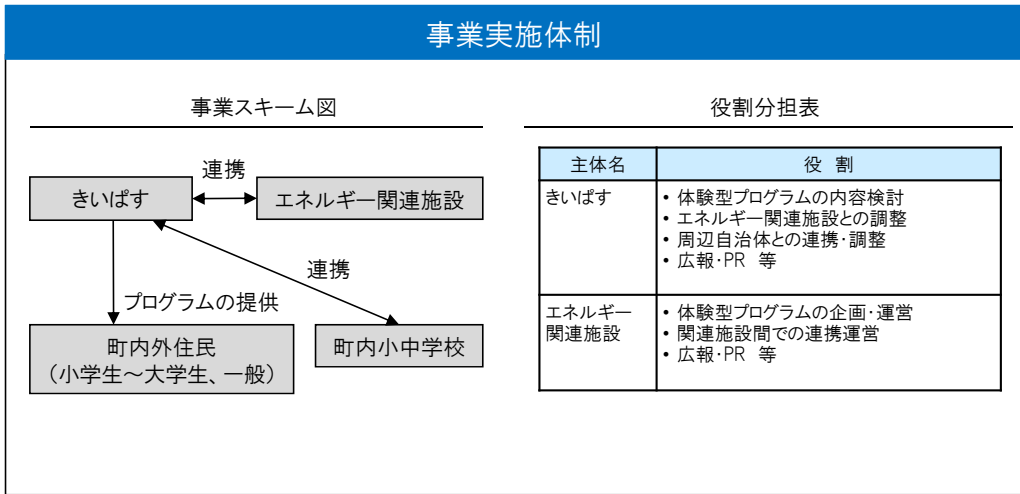 事業実施体制
事業スキーム図
連携
きいぱす
エネルギー関連施設
連携
プログラムの提供
町内外住民
（小学生～大学生、一般）
町内小中学校
役割分担表
主体名
役　割
きいぱす
• 体験型プログラムの内容検討
• エネルギー関連施設との調整
• 周辺自治体との連携・調整
• 広報・PR　等
エネルギー
関連施設
• 体験型プログラムの企画・運営
• 関連施設間での連携運営
• 広報・PR　等